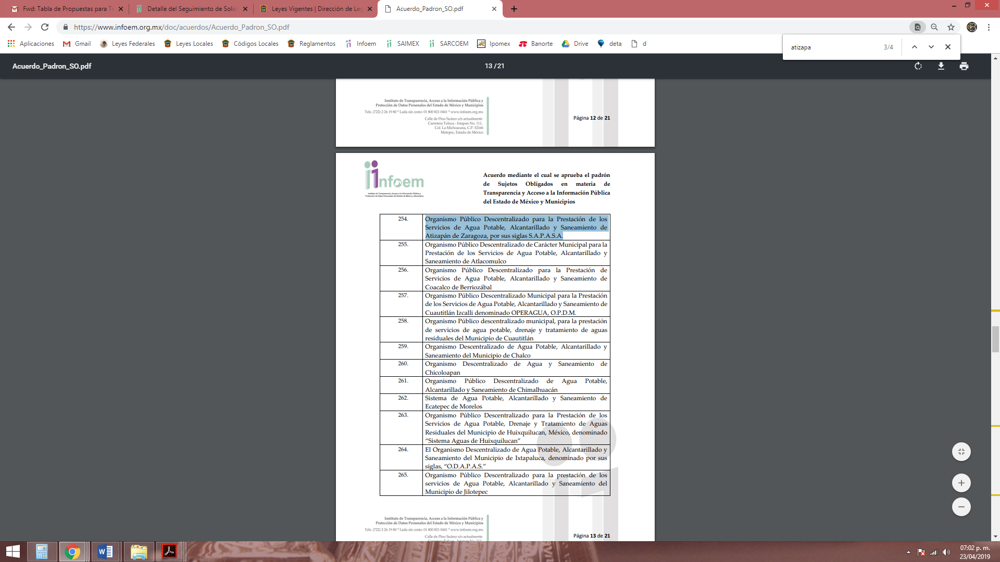 Fwd: Tabla de Propuestas para Te
Detalle del Seguimiento de Solic
Leyes Vigentes | Dirección de Leg
Acuerdo_Padron_SO.pdf
https://www.infoem.org.mx/doc/acuerdos/Acuerdo_Padron_SO.pdf
Aplicaciones
Gmail
Leyes Federales
Leyes Locales
Códigos Locales
Reglamentos
Infoem
SAIMEX
SARCOEM
Ipomex
Banorte
Drive
deta
d
atizapa
3/4
Acuerdo_Padron_SO.pdf
13 / 21
Instituto de Transparencia, Acceso a la Información Pública y
Protección de Datos Personales del Estado de México y Municipios
Tels. (722) 2 26 19 80 * Lada sin costo: 01 800 821 0441 * www.infoem.org.mx
Calle de Pino Suárez s/n actualmente
Carretera Toluca - Ixtapan No. 111,
Col. La Michoacana, C.P. 52166
Metepec, Estado de México
Página 12 de 21
infoem
Instituto de Transparencia, Acceso a la Información Pública y
Protección de Datos Personales del Estado de México y Municipios
Acuerdo mediante el cual se aprueba el padrón
de Sujetos Obligados en materia de
Transparencia y Acceso a la Información Pública
del Estado de México y Municipios
254.
Organismo Público Descentralizado para la Prestación de los
Servicios de Agua Potable, Alcantarillado y Saneamiento de
Atizapán de Zaragoza, por sus siglas S.A.P.A.S.A.
255.
Organismo Público Descentralizado de Carácter Municipal para la
Prestación de los Servicios de Agua Potable, Alcantarillado y
Saneamiento de Atlacomulco
256.
Organismo Público Descentralizado para la Prestación de
Servicios de Agua Potable, Alcantarillado y Saneamiento de
Coacalco de Berriozábal
257.
Organismo Público Descentralizado Municipal para la Prestación
de los Servicios de Agua Potable, Alcantarillado y Saneamiento de
Cuautitlán Izcalli denominado OPERAGUA, O.P.D.M.
258.
Organismo Público descentralizado municipal, para la prestación
de servicios de agua potable, drenaje y tratamiento de aguas
residuales del Municipio de Cuautitlán
259.
Organismo Descentralizado de Agua Potable, Alcantarillado y
Saneamiento del Municipio de Chalco
260.
Organismo Descentralizado de Agua y Saneamiento de
Chicoloapan
261.
Organismo Público Descentralizado de Agua Potable,
Alcantarillado y Saneamiento de Chimalhuacán
262.
Sistema de Agua Potable, Alcantarillado y Saneamiento de
Ecatepec de Morelos
263.
Organismo Público Descentralizado para la Prestación de los
Servicios de Agua Potable, Drenaje y Tratamiento de Aguas
Residuales del Municipio de Huixquilucan, México, denominado
“Sistema Aguas de Huixquilucan”
264.
El Organismo Descentralizado de Agua Potable, Alcantarillado y
Saneamiento del Municipio de Ixtapaluca, denominado por sus
siglas, “O.D.A.P.A.S.”
265.
Organismo Público Descentralizado para la prestación de los
servicios de Agua Potable, Alcantarillado y Saneamiento del
Municipio de Jilotepec
Instituto de Transparencia, Acceso a la Información Pública y
Protección de Datos Personales del Estado de México y Municipios
Tels. (722) 2 26 19 80 * Lada sin costo: 01 800 821 0441 * www.infoem.org.mx
Calle de Pino Suárez s/n actualmente
Página 13 de 21
07:02 p. m.
23/04/2019